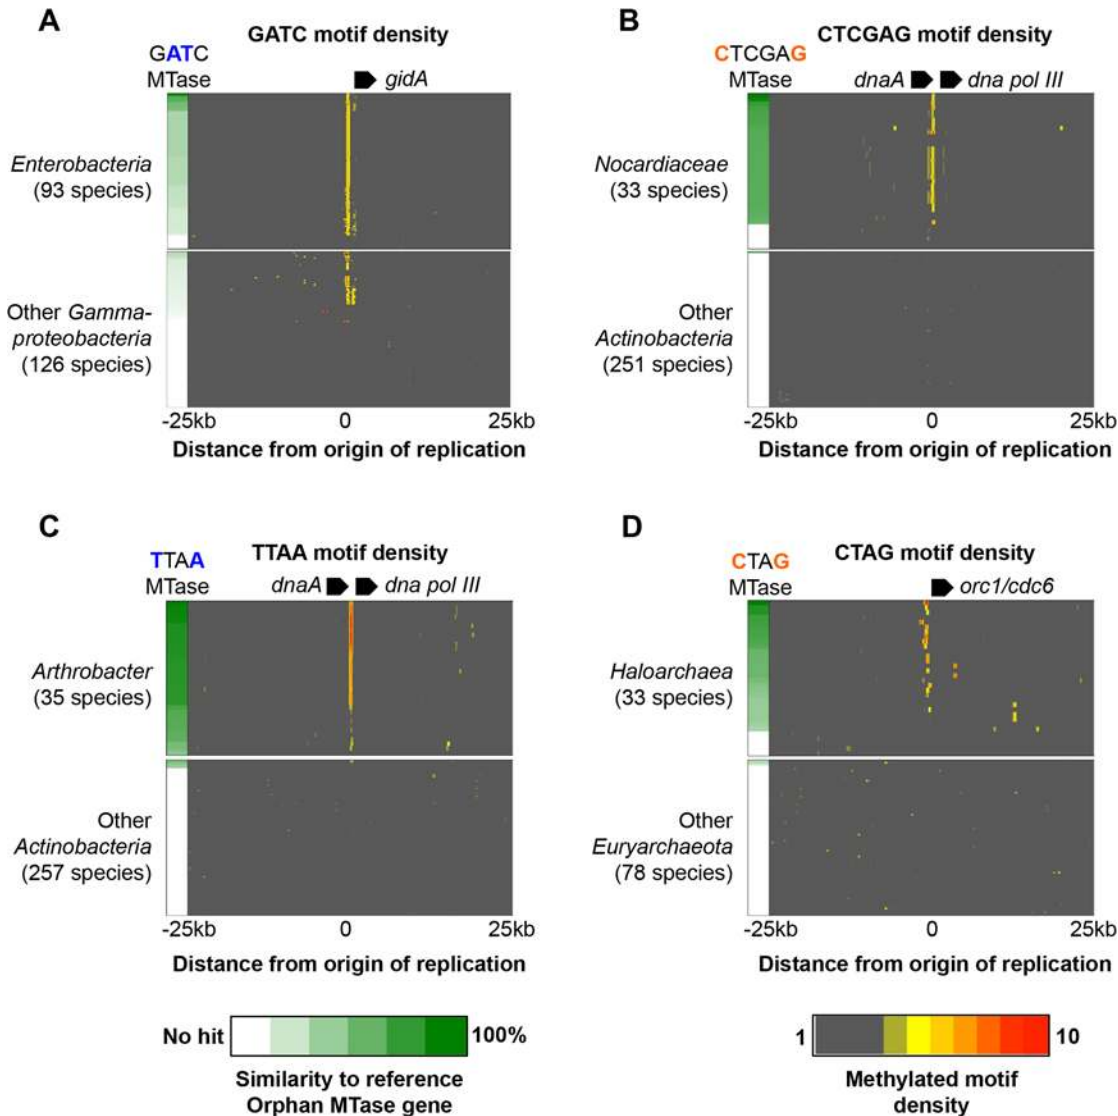 A
GATC motif density
GATC
MTase
gidA
Enterobacteria
(93 species)
Other Gamma-
proteobacteria
(126 species)
-25kb
0
25kb
Distance from origin of replication
B
CTCGAG motif density
CTCGAG
MTase
dnaA
dna pol III
Nocardiaceae
(33 species)
Other
Actinobacteria
(251 species)
-25kb
0
25kb
Distance from origin of replication
C
TTAA motif density
TTAA
MTase
dnaA
dna pol III
Arthrobacter
(35 species)
Other
Actinobacteria
(257 species)
-25kb
0
25kb
Distance from origin of replication
D
CTAG motif density
CTAG
MTase
orc1/cdc6
Haloarchaea
(33 species)
Other
Euryarchaeota
(78 species)
-25kb
0
25kb
Distance from origin of replication
No hit
100%
Similarity to reference
Orphan MTase gene
1
10
Methylated motif
density